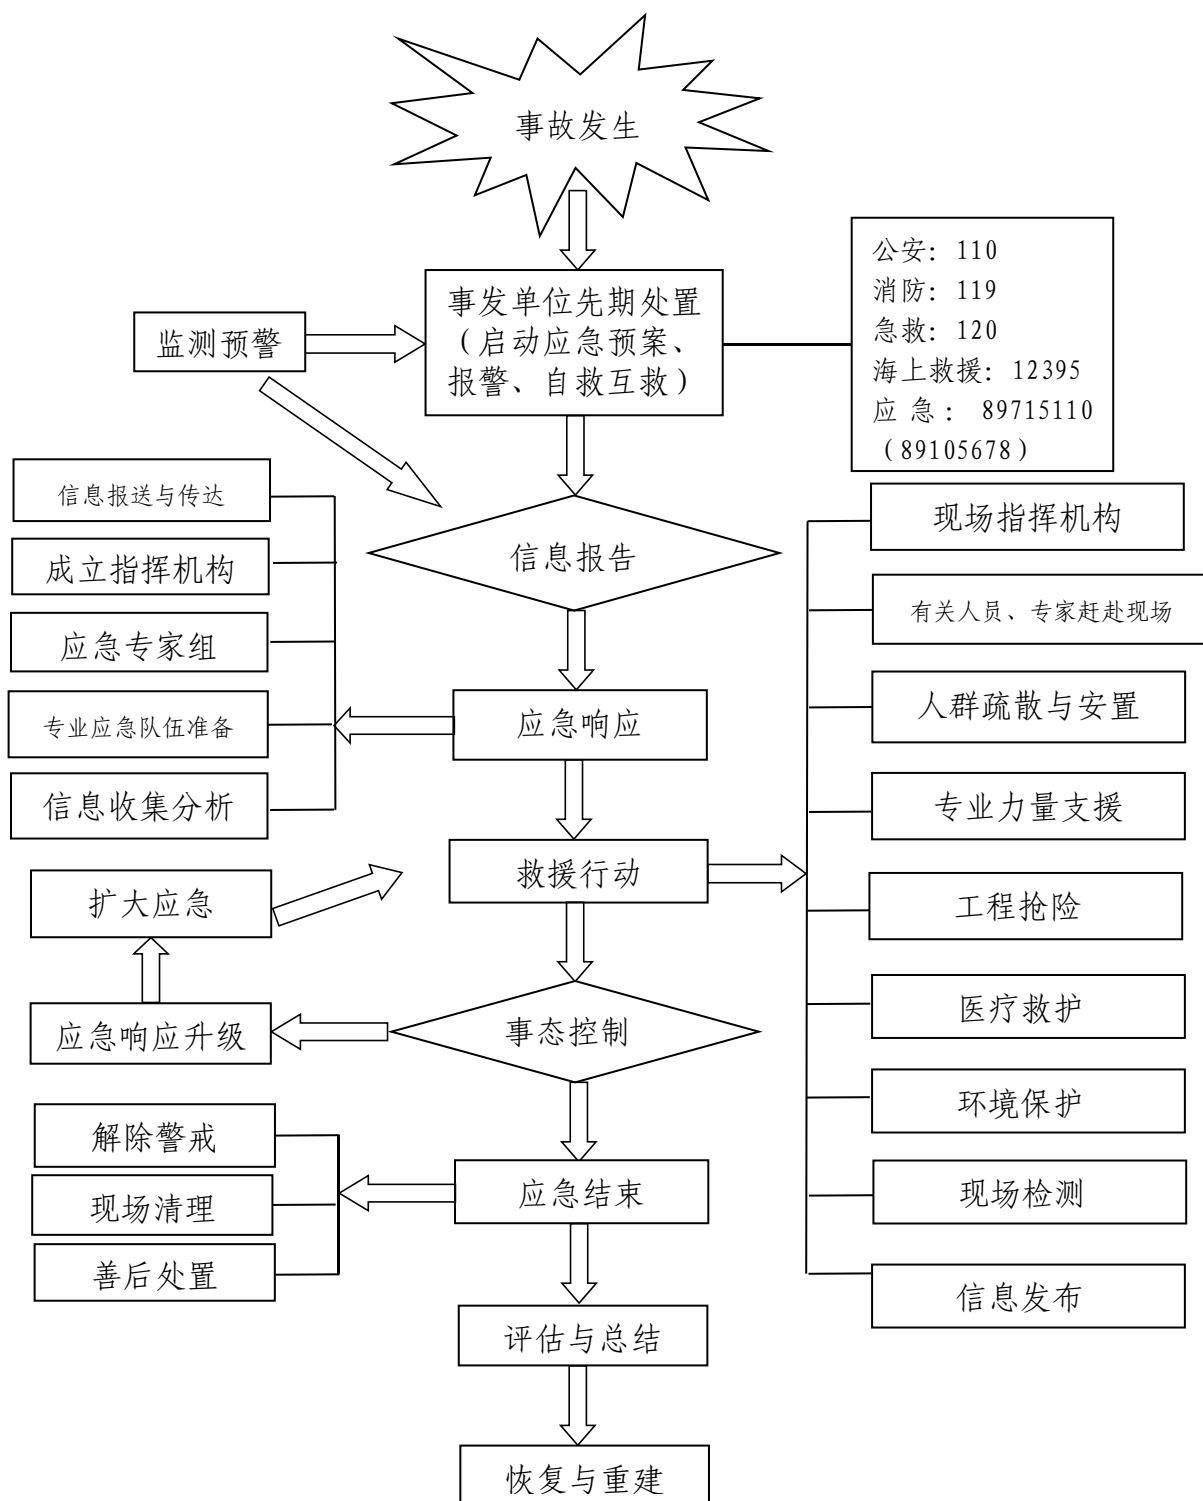 事故发生
公安：110
消防：119
急救：120
海上救援：12395
应 急： 89715110
（89105678）
事发单位先期处置
（启动应急预案、
报警、自救互救）
监测预警
信息报送与传达
成立指挥机构
应急专家组
专业应急队伍准备
信息收集分析
信息报告
应急响应
现场指挥机构
有关人员、专家赶赴现场
人群疏散与安置
专业力量支援
工程抢险
医疗救护
环境保护
现场检测
信息发布
救援行动
扩大应急
应急响应升级
事态控制
解除警戒
现场清理
善后处置
应急结束
评估与总结
恢复与重建